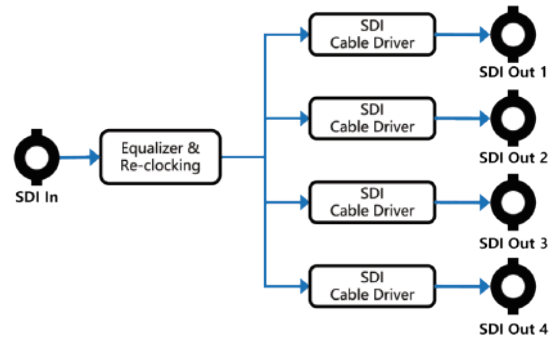 SDI
Cable Driver
SDI Out 1
SDI
Cable Driver
SDI Out 2
Equalizer &
Re-clocking
SDI In
SDI
Cable Driver
SDI Out 3
SDI
Cable Driver
SDI Out 4